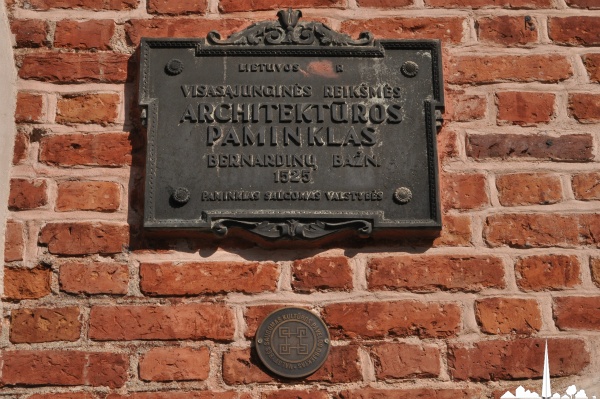 LIETUVOS R
VISASĄJUNGINĖS REIKŠMĖS
ARCHITEKTŪROS
PAMINKLAS
BERNARDINŲ BAŽN.
1525
PAMINKLAS SAUGOMAS VALSTYBĖS